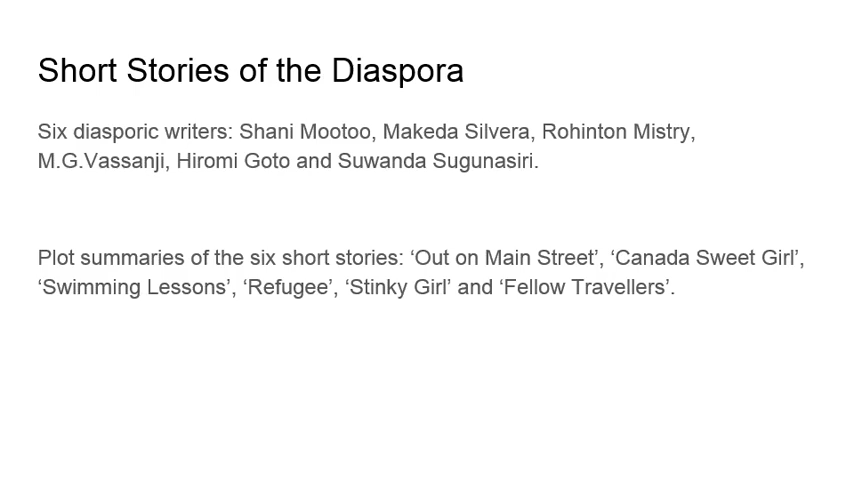 Short Stories of the Diaspora
Six diasporic writers: Shani Mootoo, Makeda Silvera, Rohinton Mistry,
M.G.Vassanji, Hiromi Goto and Suwanda Sugunasiri.
Plot summaries of the six short stories: ‘Out on Main Street’, ‘Canada Sweet Girl’,
‘Swimming Lessons’, ‘Refugee’, ‘Stinky Girl’ and ‘Fellow Travellers’.